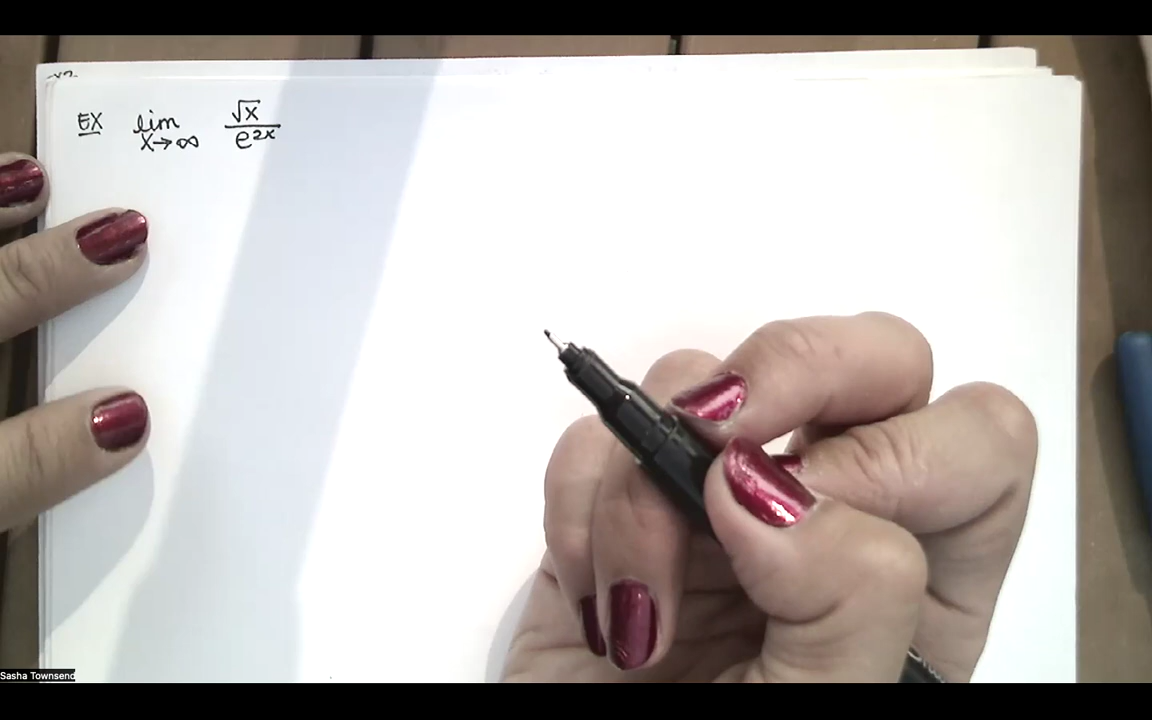 EX lim x→∞ √x / e^{2x}
Sasha Townsend